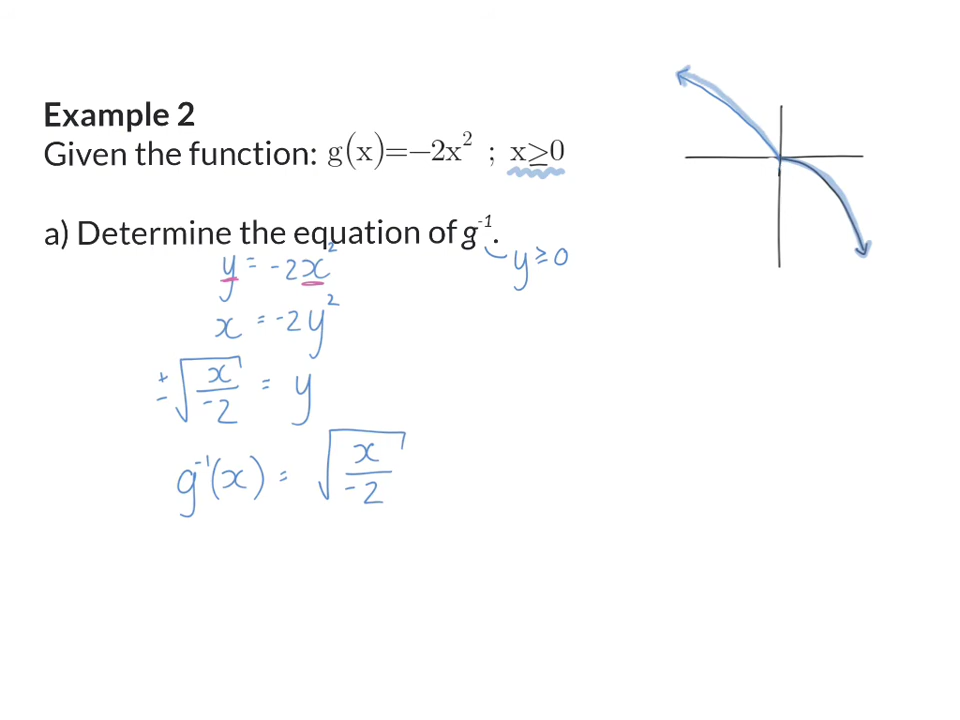 Example 2
Given the function: g(x)=−2x² ; x≥0
a) Determine the equation of g⁻¹.
y ≥ 0
y = -2x²
x = -2y²
±√(x/-2) = y
g⁻¹(x) = √(x/-2)